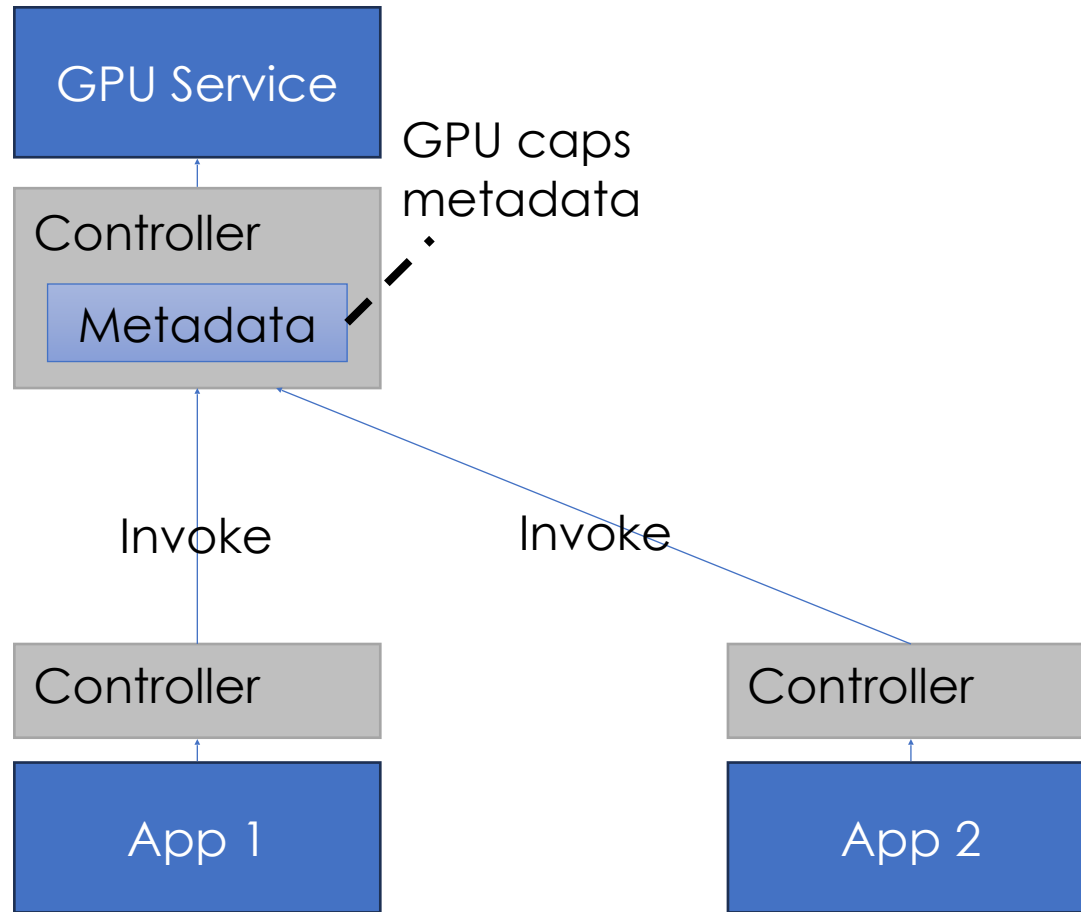 GPU Service
GPU caps
metadata
Controller
Metadata
Invoke
Invoke
Controller
Controller
App 1
App 2